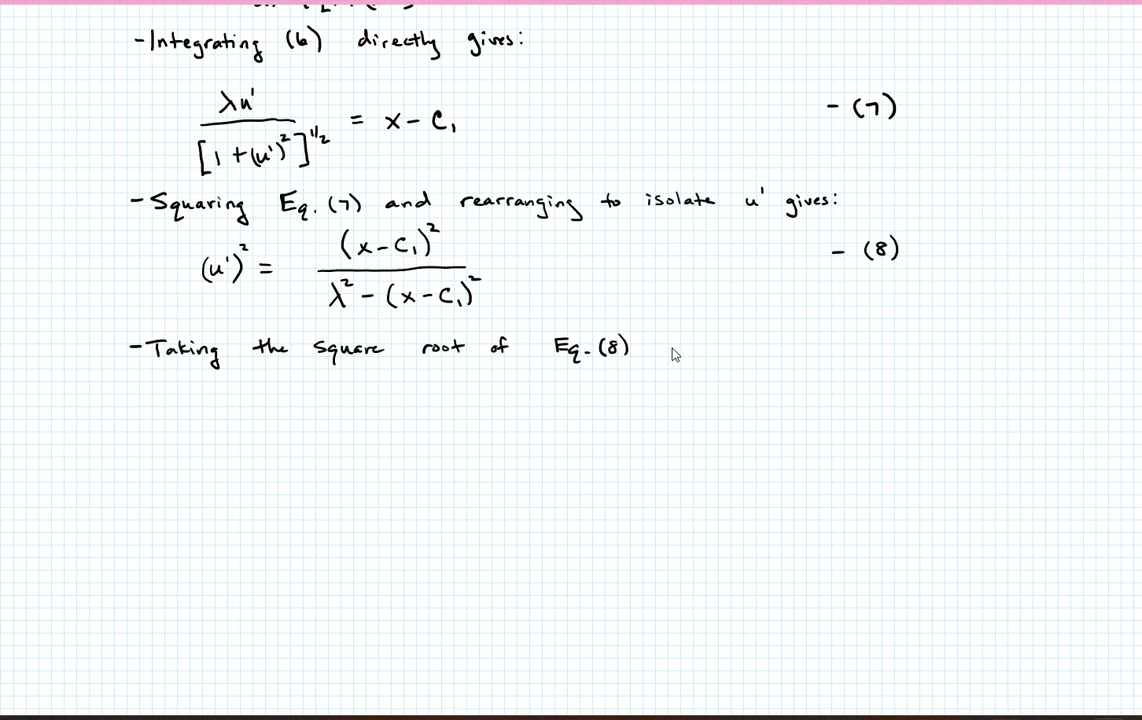 -Integrating (6) directly gives:
λu' / [1+(u')²]^1/2 = x - C₁ - (7)
-Squaring Eq. (7) and rearranging to isolate u' gives:
(u')² = (x-C₁)² / λ² - (x-C₁)² - (8)
-Taking the square root of Eq. (8)